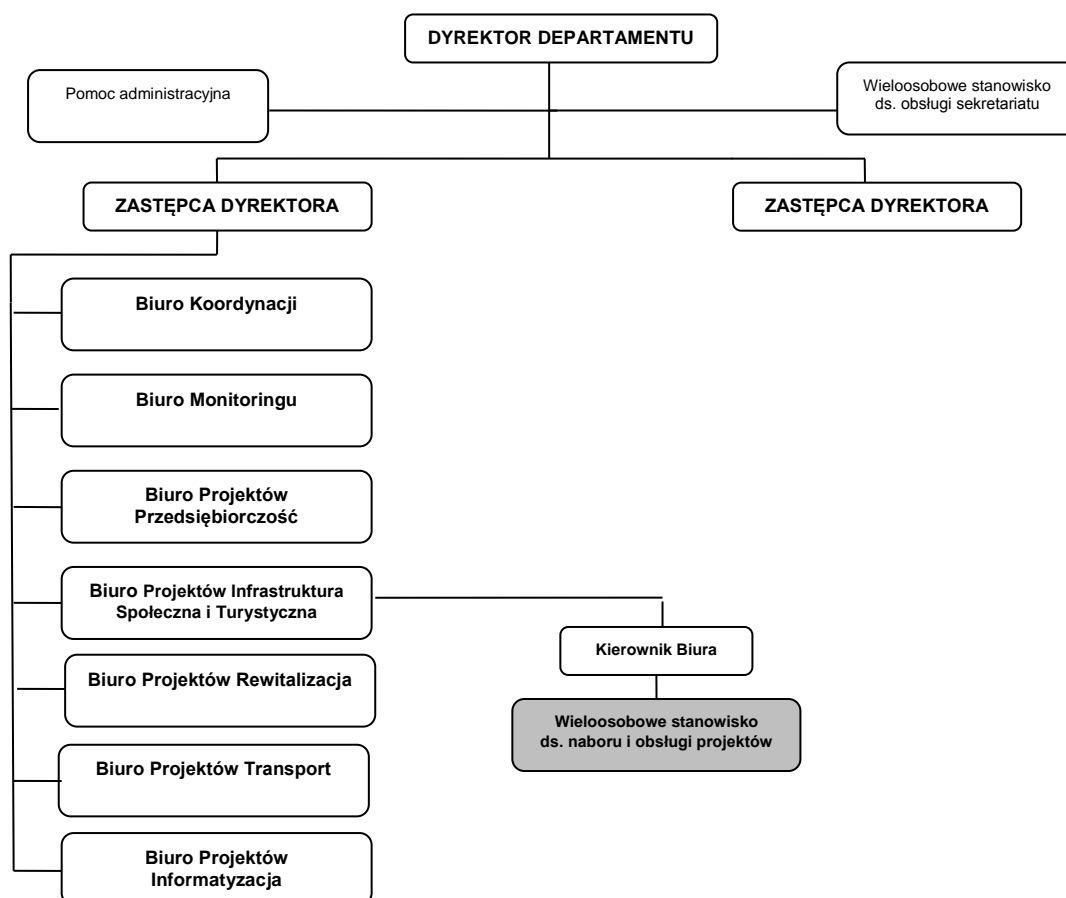 DYREKTOR DEPARTAMENTU
Pomoc administracyjna
Wieloosobowe stanowisko
ds. obsługi sekretariatu
ZASTĘPCA DYREKTORA
ZASTĘPCA DYREKTORA
Biuro Koordynacji
Biuro Monitoringu
Biuro Projektów
Przedsiębiorczość
Biuro Projektów Infrastruktura
Społeczna i Turystyczna
Kierownik Biura
Biuro Projektów Rewitalizacja
Wieloosobowe stanowisko
ds. naboru i obsługi projektów
Biuro Projektów Transport
Biuro Projektów
Informatyzacja